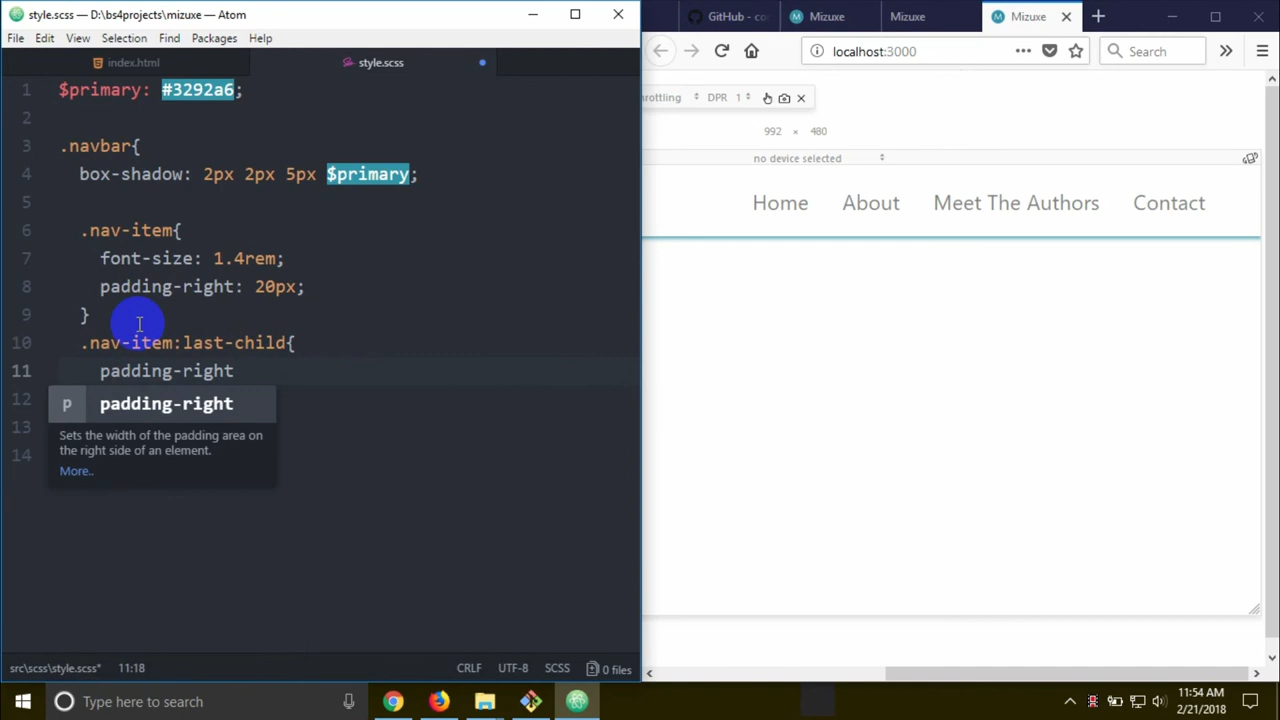 style.scss — D:\bs4projects\mizuxe — Atom
File Edit View Selection Find Packages Help
index.html
style.scss
1 $primary: #3292a6;
2
3 .navbar{
4 box-shadow: 2px 2px 5px $primary;
5
6 .nav-item{
7 font-size: 1.4rem;
8 padding-right: 20px;
9 }
10 .nav-item:last-child{
11 padding-right
12
13
14
p padding-right
Sets the width of the padding area on
the right side of an element.
More..
src\scss\style.scss* 11:18
CRLF UTF-8 SCSS 0 files
GitHub - co
Mizuxe
Mizuxe
Mizuxe
localhost:3000
Search
rottling DPR 1
992 × 480
no device selected
Home About Meet The Authors Contact
Type here to search
11:54 AM
2/21/2018